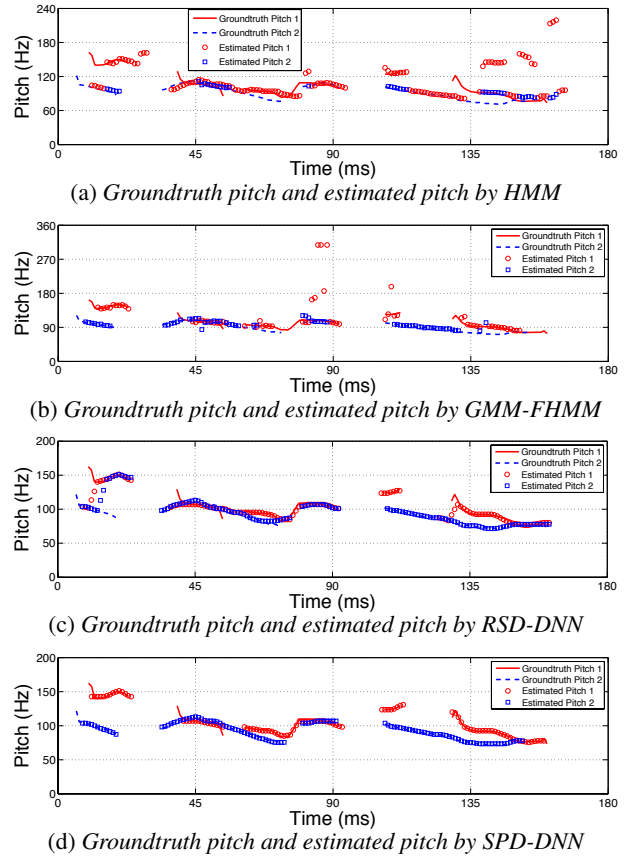 240
180
120
60
0
Pitch (Hz)
Groundtruth Pitch 1
Groundtruth Pitch 2
Estimated Pitch 1
Estimated Pitch 2
0 45 90 135 180
Time (ms)
(a) Groundtruth pitch and estimated pitch by HMM
360
270
180
90
0
Pitch (Hz)
Groundtruth Pitch 1
Groundtruth Pitch 2
Estimated Pitch 1
Estimated Pitch 2
0 45 90 135 180
Time (ms)
(b) Groundtruth pitch and estimated pitch by GMM-FHMM
200
150
100
50
0
Pitch (Hz)
Groundtruth Pitch 1
Groundtruth Pitch 2
Estimated Pitch 1
Estimated Pitch 2
0 45 90 135 180
Time (ms)
(c) Groundtruth pitch and estimated pitch by RSD-DNN
200
150
100
50
0
Pitch (Hz)
Groundtruth Pitch 1
Groundtruth Pitch 2
Estimated Pitch 1
Estimated Pitch 2
0 45 90 135 180
Time (ms)
(d) Groundtruth pitch and estimated pitch by SPD-DNN